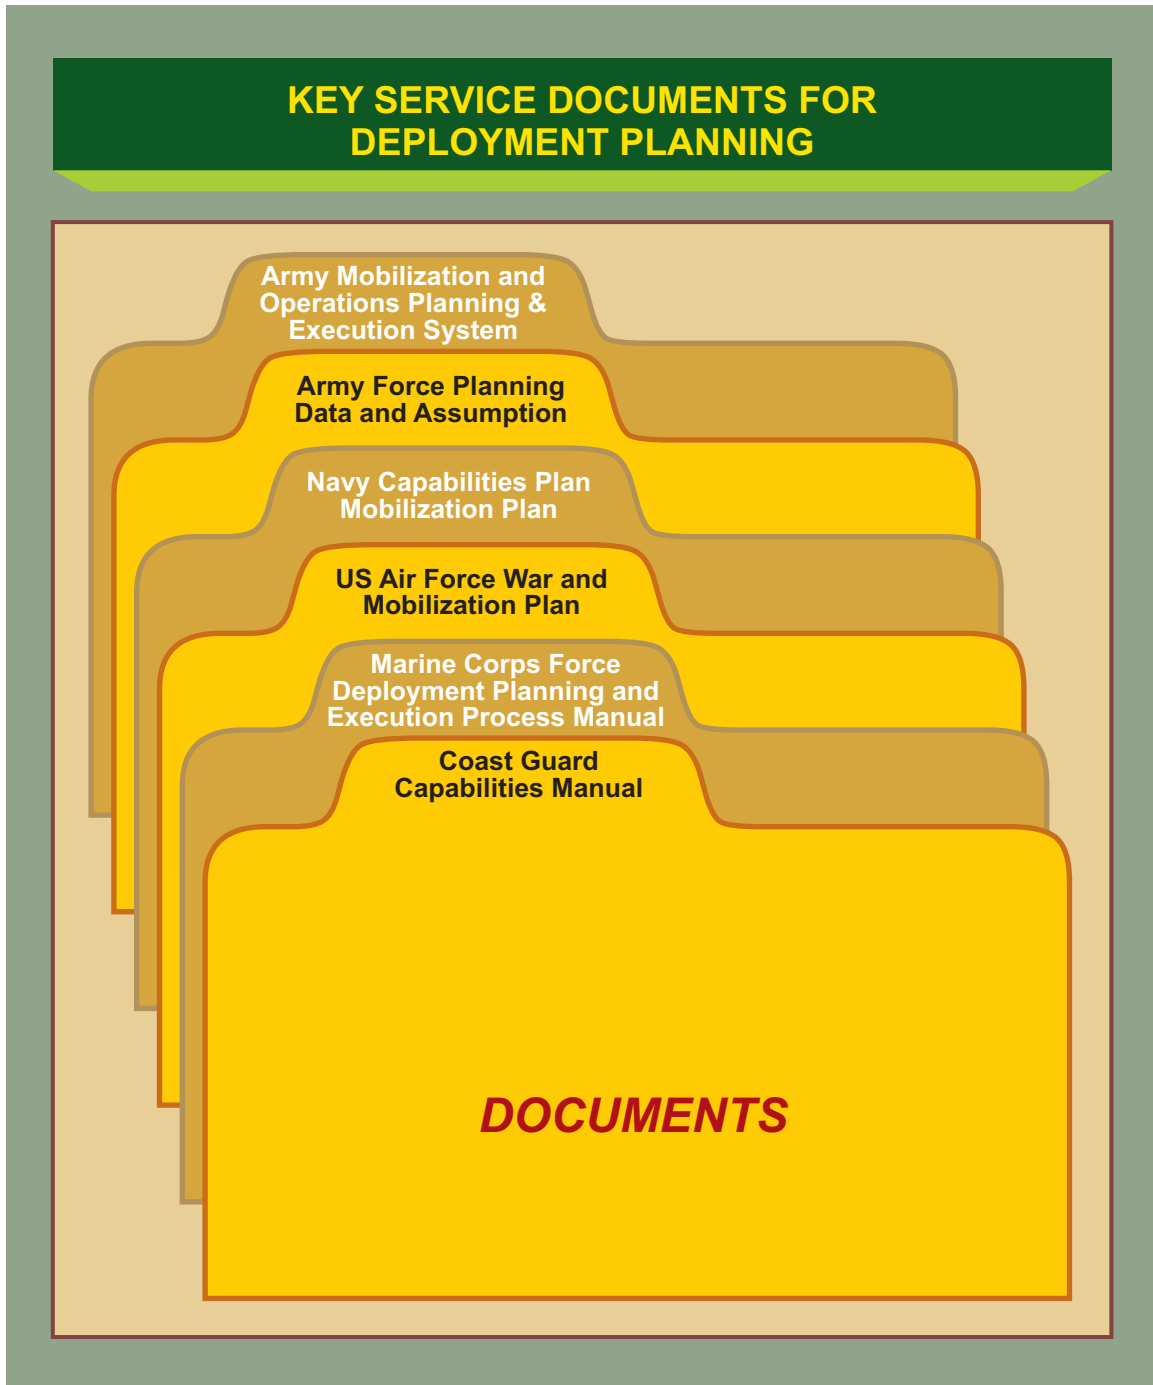 KEY SERVICE DOCUMENTS FOR
DEPLOYMENT PLANNING
Army Mobilization and
Operations Planning &
Execution System
Army Force Planning
Data and Assumption
Navy Capabilities Plan
Mobilization Plan
US Air Force War and
Mobilization Plan
Marine Corps Force
Deployment Planning and
Execution Process Manual
Coast Guard
Capabilities Manual
DOCUMENTS